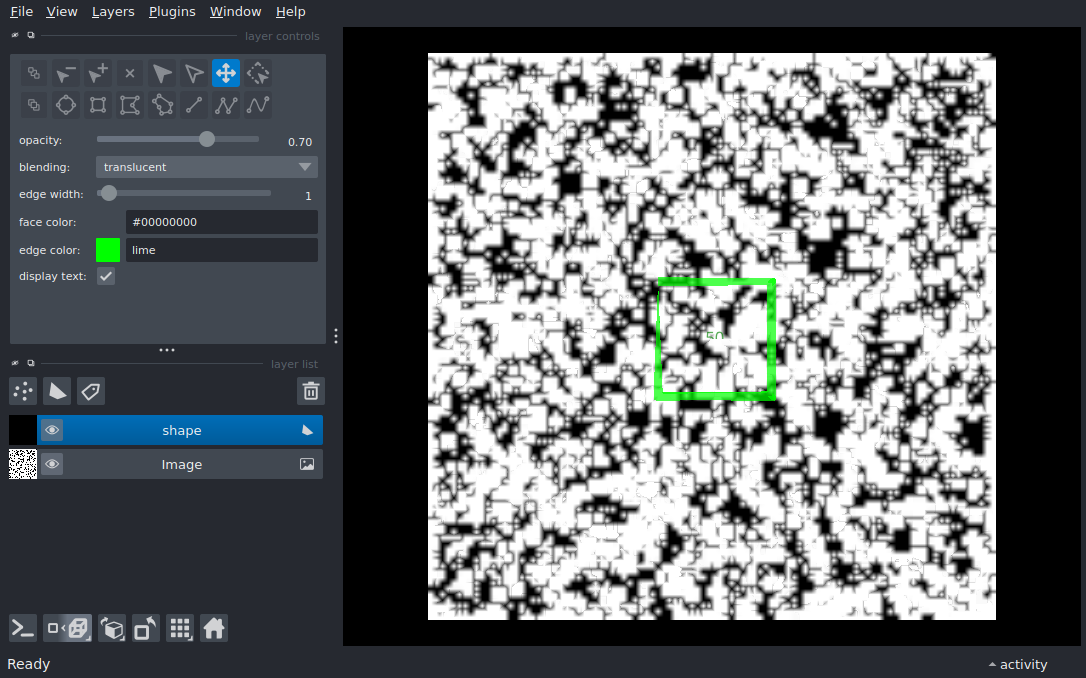 File View Layers Plugins Window Help
layer controls
opacity: 0.70
blending: translucent
edge width: 1
face color: #00000000
edge color: lime
display text:
layer list
shape
Image
50
Ready
activity